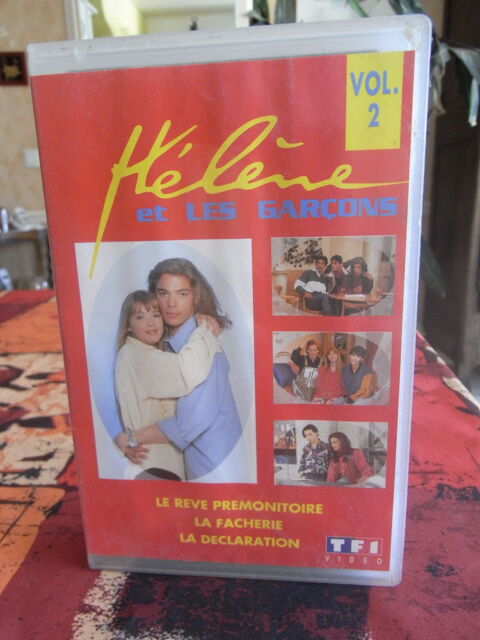 VOL.
2
Hélène
et LES GARÇONS
LE REVE PREMONITOIRE
LA FACHERIE
LA DECLARATION
TF1
VIDEO